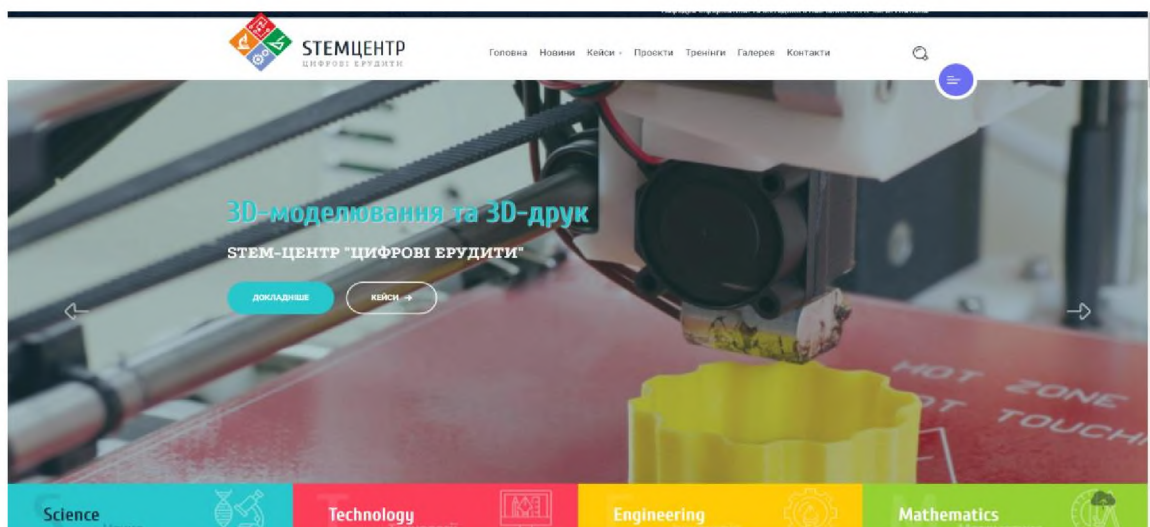 STEMЦЕНТР
ЦИФРОВІ ЕРУДИТИ
Головна Новини Кейси Проєкти Тренінги Галерея Контакти
3D-моделювання та 3D-друк
STEM-ЦЕНТР "ЦИФРОВІ ЕРУДИТИ"
ДОКЛАДНІШЕ КЕЙСИ →
HOT ZONE
Science Technology Engineering Mathematics